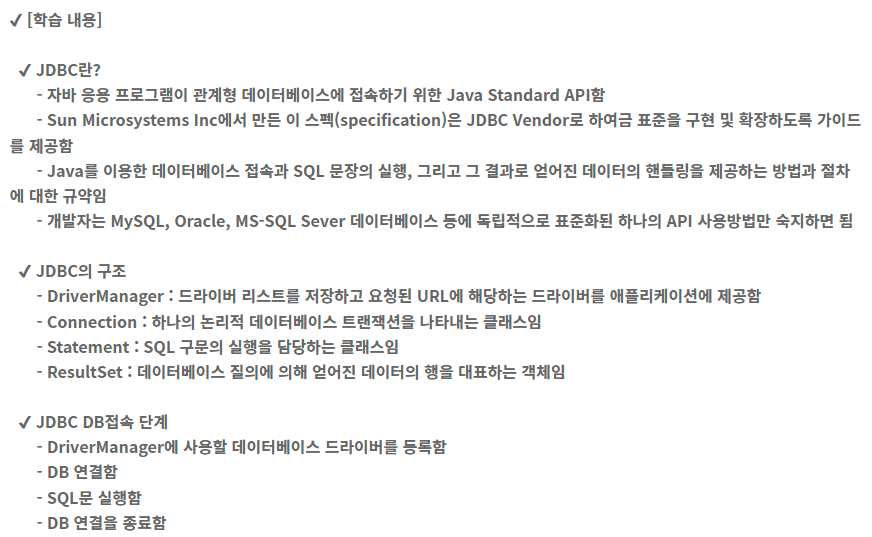 ✓ [학습 내용]
✓ JDBC란?
- 자바 응용 프로그램이 관계형 데이터베이스에 접속하기 위한 Java Standard API함
- Sun Microsystems Inc에서 만든 이 스펙(specification)은 JDBC Vendor로 하여금 표준을 구현 및 확장하도록 가이드
를 제공함
- Java를 이용한 데이터베이스 접속과 SQL 문장의 실행, 그리고 그 결과로 얻어진 데이터의 핸들링을 제공하는 방법과 절차
에 대한 규약임
- 개발자는 MySQL, Oracle, MS-SQL Sever 데이터베이스 등에 독립적으로 표준화된 하나의 API 사용방법만 숙지하면 됨
✓ JDBC의 구조
- DriverManager : 드라이버 리스트를 저장하고 요청된 URL에 해당하는 드라이버를 애플리케이션에 제공함
- Connection : 하나의 논리적 데이터베이스 트랜잭션을 나타내는 클래스임
- Statement : SQL 구문의 실행을 담당하는 클래스임
- ResultSet : 데이터베이스 질의에 의해 얻어진 데이터의 행을 대표하는 객체임
✓ JDBC DB접속 단계
- DriverManager에 사용할 데이터베이스 드라이버를 등록함
- DB 연결함
- SQL문 실행함
- DB 연결을 종료함